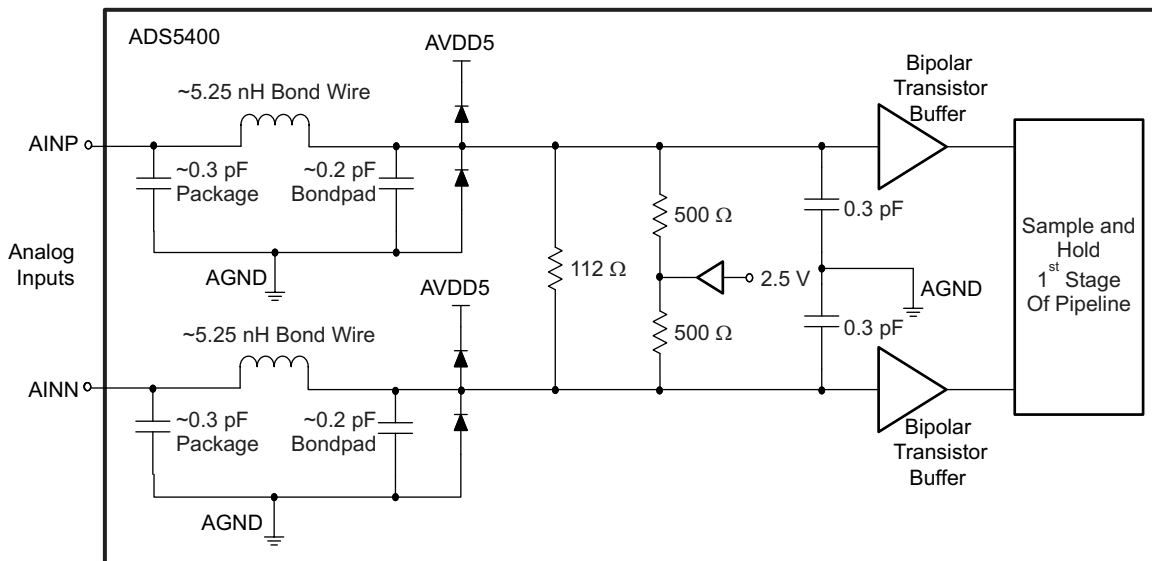 ADS5400
AVDD5
~5.25 nH Bond Wire
AINP
~0.3 pF
Package
~0.2 pF
Bondpad
AGND
Bipolar
Transistor
Buffer
500 Ω
0.3 pF
112 Ω
2.5 V
AGND
500 Ω
0.3 pF
Sample and
Hold
1st Stage
Of Pipeline
Analog
Inputs
AVDD5
~5.25 nH Bond Wire
AINN
~0.3 pF
Package
~0.2 pF
Bondpad
AGND
Bipolar
Transistor
Buffer